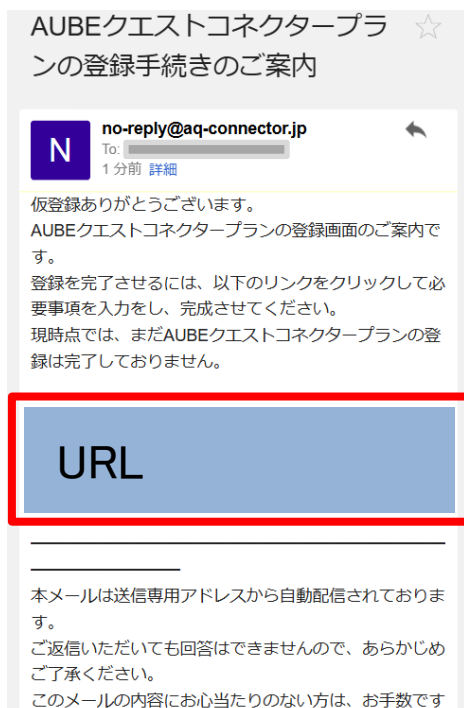 AUBEクエストコネクタープラ
ンの登録手続きのご案内
N
no-reply@aq-connector.jp
To:
1 分前 詳細
仮登録ありがとうございます。
AUBEクエストコネクタープランの登録画面のご案内で
す。
登録を完了させるには、以下のリンクをクリックして必
要事項を入力をし、完成させてください。
現時点では、まだAUBEクエストコネクタープランの登
録は完了しておりません。
URL
本メールは送信専用アドレスから自動配信されておりま
す。
ご返信いただいても回答はできませんので、あらかじめ
ご了承ください。
このメールの内容にお心当たりのない方は、お手数です